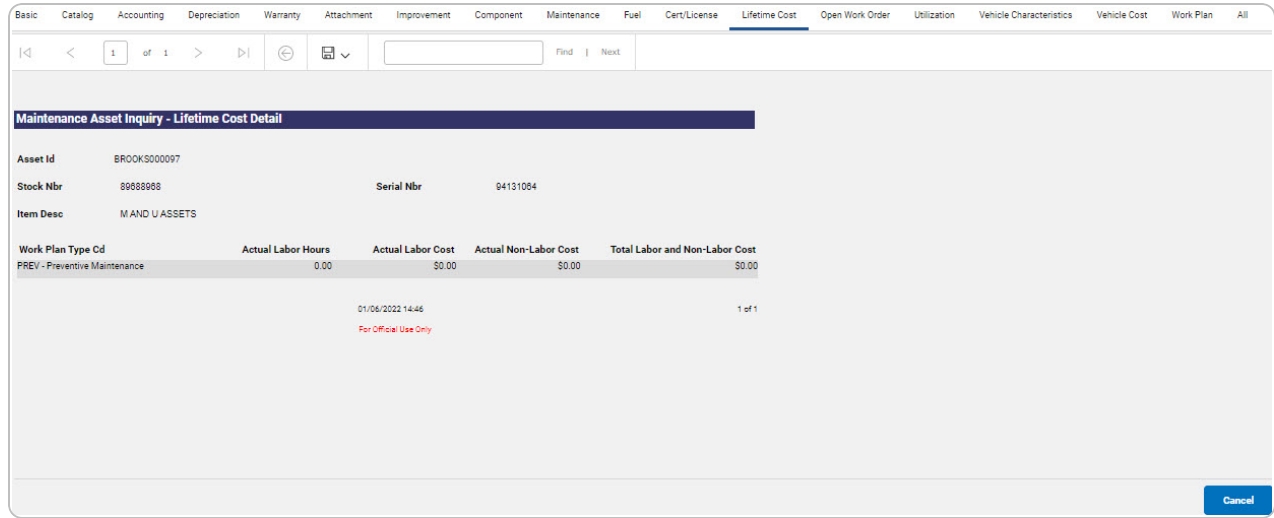 Basic Catalog Accounting Depreciation Warranty Attachment Improvement Component Maintenance Fuel Cert/License Lifetime Cost Open Work Order Utilization Vehicle Characteristics Vehicle Cost Work Plan All
1 of 1 Find | Next
Maintenance Asset Inquiry - Lifetime Cost Detail
Asset Id BROOKS000097
Stock Nbr 89688968 Serial Nbr 94131064
Item Desc M AND U ASSETS
Work Plan Type Cd Actual Labor Hours Actual Labor Cost Actual Non-Labor Cost Total Labor and Non-Labor Cost
PREV - Preventive Maintenance 0.00 $0.00 $0.00 $0.00
01/06/2022 14:46 1 of 1
For Official Use Only
Cancel